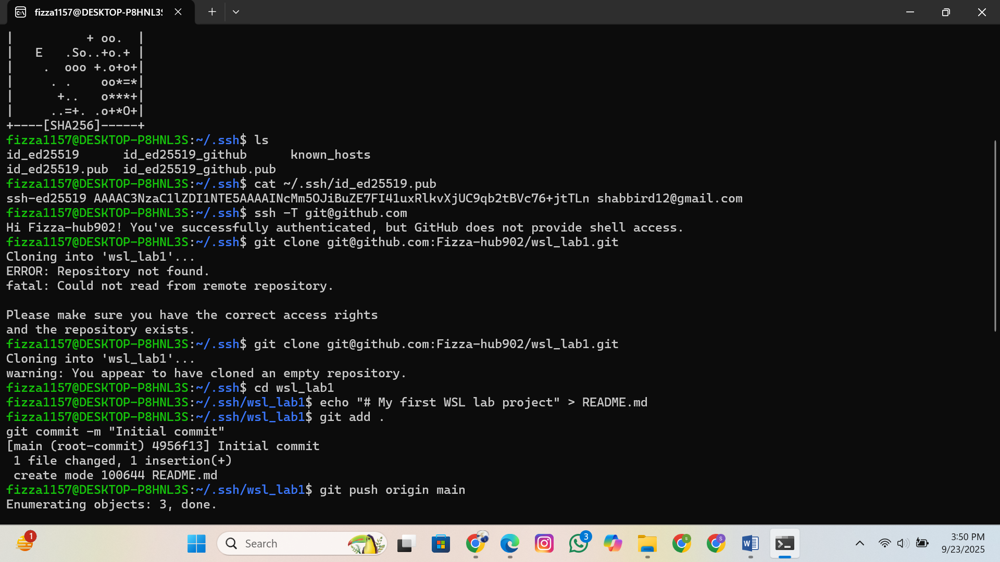 fizza1157@DESKTOP-P8HNL3S
|          + oo.  |
|   E   .So..+o.+ |
|    .  ooo +.o+o+|
|     . .    oo*=*|
|      +..   o***+|
|     ..=+. .o+*O+|
+----[SHA256]-----+
fizza1157@DESKTOP-P8HNL3S:~/.ssh$ ls
id_ed25519      id_ed25519_github      known_hosts
id_ed25519.pub  id_ed25519_github.pub
fizza1157@DESKTOP-P8HNL3S:~/.ssh$ cat ~/.ssh/id_ed25519.pub
ssh-ed25519 AAAAC3NzaC1lZDI1NTE5AAAAINcMm5OJiBuZE7FI41uxRlkvXjUC9qb2tBVc76+jtTLn shabbird12@gmail.com
fizza1157@DESKTOP-P8HNL3S:~/.ssh$ ssh -T git@github.com
Hi Fizza-hub902! You've successfully authenticated, but GitHub does not provide shell access.
fizza1157@DESKTOP-P8HNL3S:~/.ssh$ git clone git@github.com:Fizza-hub902/wsl_lab1.git
Cloning into 'wsl_lab1'...
ERROR: Repository not found.
fatal: Could not read from remote repository.

Please make sure you have the correct access rights
and the repository exists.
fizza1157@DESKTOP-P8HNL3S:~/.ssh$ git clone git@github.com:Fizza-hub902/wsl_lab1.git
Cloning into 'wsl_lab1'...
warning: You appear to have cloned an empty repository.
fizza1157@DESKTOP-P8HNL3S:~/.ssh$ cd wsl_lab1
fizza1157@DESKTOP-P8HNL3S:~/.ssh/wsl_lab1$ echo "# My first WSL lab project" > README.md
fizza1157@DESKTOP-P8HNL3S:~/.ssh/wsl_lab1$ git add .
git commit -m "Initial commit"
[main (root-commit) 4956f13] Initial commit
 1 file changed, 1 insertion(+)
 create mode 100644 README.md
fizza1157@DESKTOP-P8HNL3S:~/.ssh/wsl_lab1$ git push origin main
Enumerating objects: 3, done.
1
Search
3
3:50 PM
9/23/2025